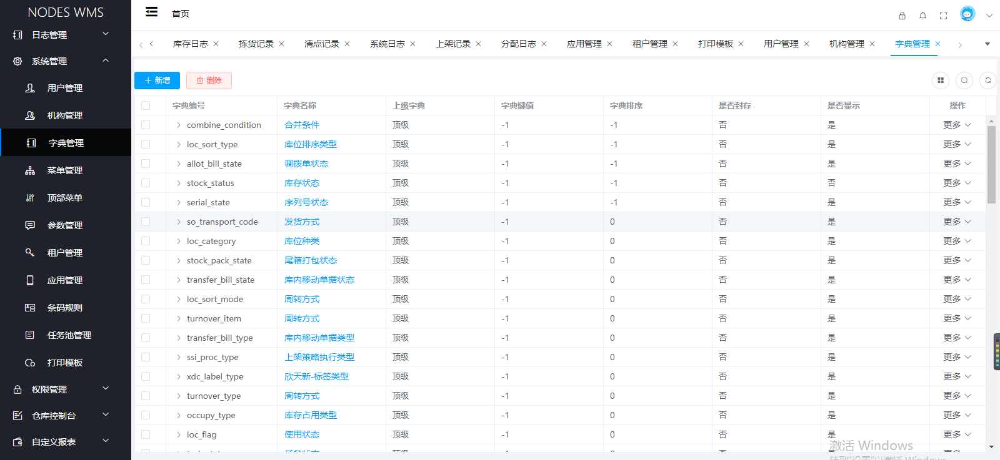 NODES WMS
首页
日志管理
系统管理
用户管理
机构管理
字典管理
菜单管理
顶部菜单
参数管理
租户管理
应用管理
条码规则
任务池管理
打印模板
权限管理
仓库控制台
自定义报表
库存日志 拣货记录 清点记录 系统日志 上架记录 分配日志 应用管理 租户管理 打印模板 用户管理 机构管理 字典管理
新增 删除
字典编号 字典名称 上级字典 字典键值 字典排序 是否封存 是否显示 操作
combine_condition 合并条件 顶级 -1 -1 否 是 更多
loc_sort_type 库位排序类型 顶级 -1 -1 否 是 更多
allot_bill_state 调拨单状态 顶级 -1 -1 否 是 更多
stock_status 库存状态 顶级 -1 -1 否 否 更多
serial_state 序列号状态 顶级 -1 -1 否 是 更多
so_transport_code 发货方式 顶级 -1 0 否 是 更多
loc_category 库位种类 顶级 -1 0 否 是 更多
stock_pack_state 尾箱打包状态 顶级 -1 0 否 是 更多
transfer_bill_state 库内移动单据状态 顶级 -1 0 否 是 更多
loc_sort_mode 周转方式 顶级 -1 0 否 是 更多
turnover_item 周转方式 顶级 -1 0 否 是 更多
transfer_bill_type 库内移动单据类型 顶级 -1 0 否 是 更多
ssi_proc_type 上架策略执行类型 顶级 -1 0 否 是 更多
xdc_label_type 欣天新-标签类型 顶级 -1 0 否 是 更多
turnover_type 周转方式 顶级 -1 0 否 是 更多
occupy_type 库存占用类型 顶级 -1 0 否 是 更多
loc_flag 使用状态 顶级 -1 0 否 是 更多
激活 Windows
转到"设置"以激活 Windows